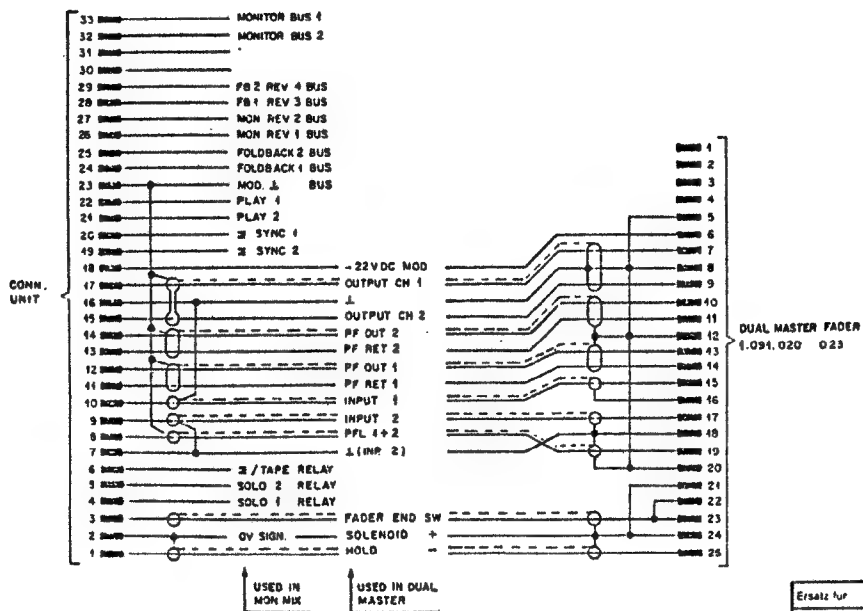 33 MONITOR BUS 1
32 MONITOR BUS 2
31
30
29 FB2 REV 4 BUS
28 FB1 REV 3 BUS
27 MON REV 2 BUS
26 MON REV 1 BUS
25 FOLDBACK 2 BUS
24 FOLDBACK 1 BUS
23 MOD. ⊥ BUS
22 PLAY 1
21 PLAY 2
20 SYNC 1
19 SYNC 2
18 -22VDC MOD
17 OUTPUT CH 1
16 ⊥
15 OUTPUT CH 2
14 PF OUT 2
13 PF RET 2
12 PF OUT 1
11 PF RET 1
10 INPUT 1
9 INPUT 2
8 PFL 1+2
7 ⊥ (INP. 2)
6 /TAPE RELAY
5 SOLO 2 RELAY
4 SOLO 1 RELAY
3 FADER END SW
2 0V SIGN. SOLENOID +
1 HOLD -
CONN.
UNIT
1
2
3
4
5
6
7
8
9
10
11
12
13
14
15
16
17
18
19
20
21
22
23
24
25
DUAL MASTER FADER
1.091.020 023
USED IN
MON MIX
USED IN DUAL
MASTER
Ersatz für